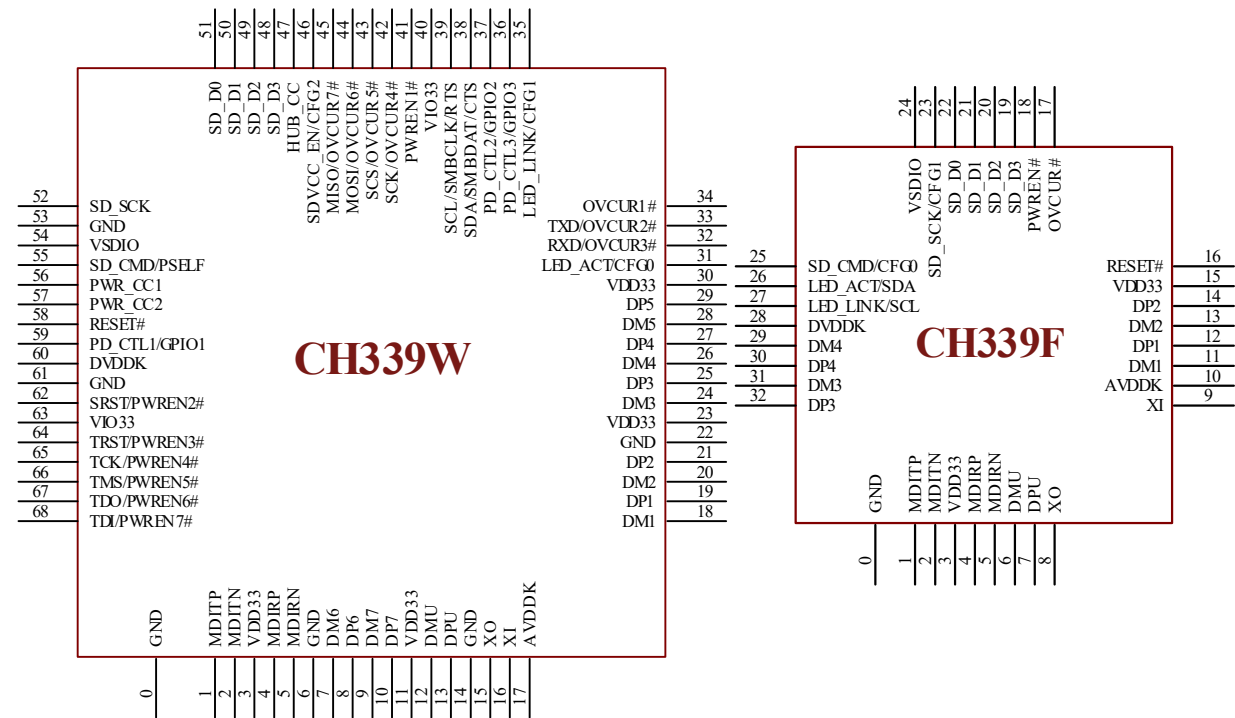 51 50 49 48 47 46 45 44 43 42 41 40 39 38 37 36 35
SD_D0
SD_D1
SD_D2
SD_D3
HUB_CC
SDVCC_EN/CFG2
MISO/OVCUR7#
MOSI/OVCUR6#
SCS/OVCUR5#
SCK/OVCUR4#
PWREN1#
VIO33
SCL/SMBCLK/RTS
SDA/SMBDAT/CTS
PD_CTL2/GPIO2
PD_CTL3/GPIO3
LED_LINK/CFG1
52 SD_SCK
53 GND
54 VSDIO
55 SD_CMD/PSELF
56 PWR_CC1
57 PWR_CC2
58 RESET#
59 PD_CTL1/GPIO1
60 DVDDK
61 GND
62 SRST/PWREN2#
63 VIO33
64 TRST/PWREN3#
65 TCK/PWREN4#
66 TMS/PWREN5#
67 TDO/PWREN6#
68 TDI/PWREN7#
CH339W
OVCUR1# 34
TXD/OVCUR2# 33
RXD/OVCUR3# 32
LED_ACT/CFG0 31
VDD33 30
DP5 29
DM5 28
DP4 27
DM4 26
DP3 25
DM3 24
VDD33 23
GND 22
DP2 21
DM2 20
DP1 19
DM1 18
GND
MDITP
MDITN
VDD33
MDIRP
MDIRN
GND
DM6
DP6
DM7
DP7
VDD33
DMU
DPU
GND
XO
XI
AVDDK
0 1 2 3 4 5 6 7 8 9 10 11 12 13 14 15 16 17
24 23 22 21 20 19 18 17
VSDIO
SD_SCK/CFG1
SD_D0
SD_D1
SD_D2
SD_D3
PWREN#
OVCUR#
25 SD_CMD/CFG0
26 LED_ACT/SDA
27 LED_LINK/SCL
28 DVDDK
29 DM4
30 DP4
31 DM3
32 DP3
CH339F
RESET# 16
VDD33 15
DP2 14
DM2 13
DP1 12
DM1 11
AVDDK 10
XI 9
GND
MDITP
MDITN
VDD33
MDIRP
MDIRN
DMU
DPU
XO
0 1 2 3 4 5 6 7 8